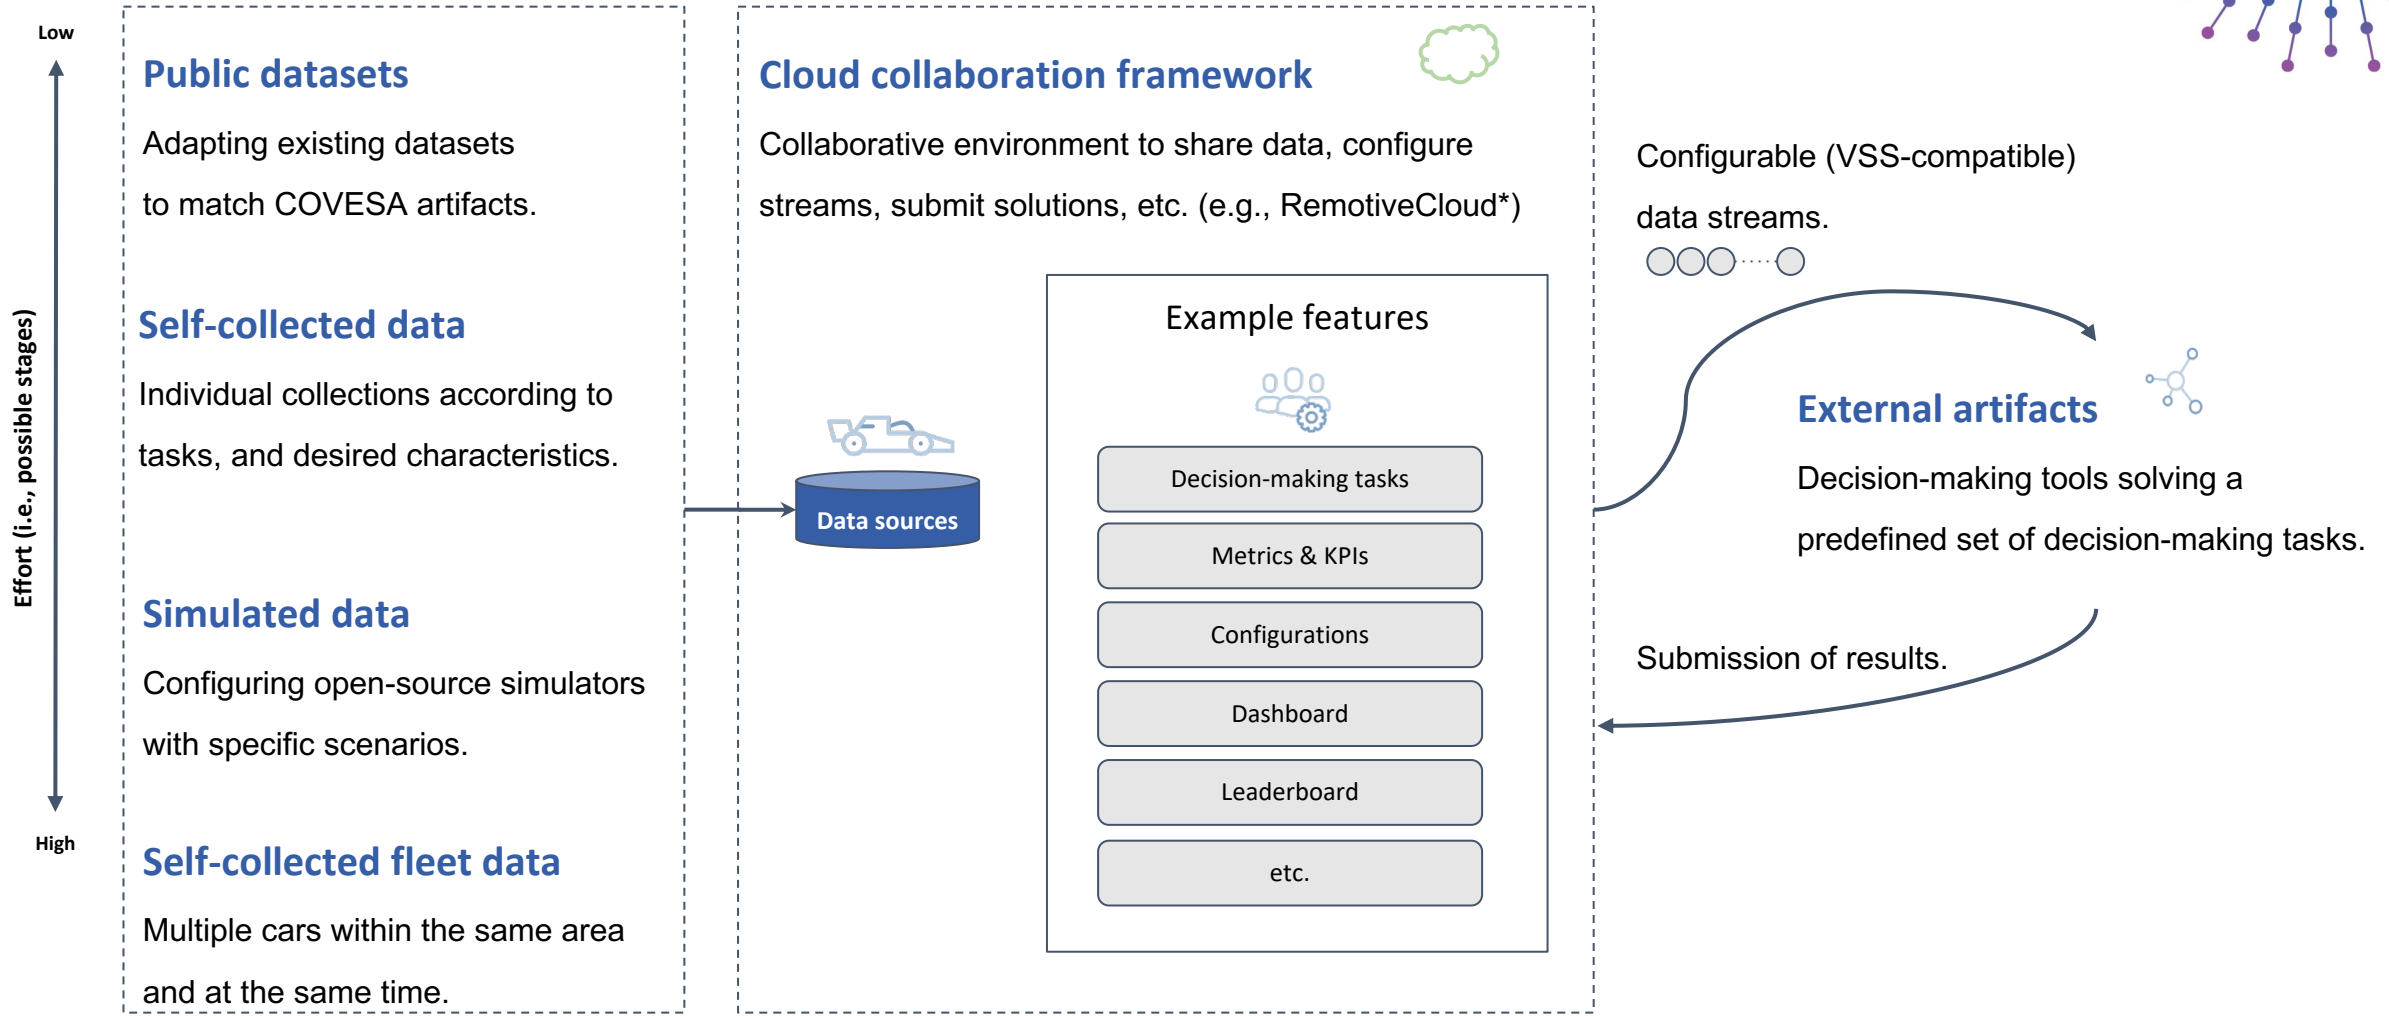 Low
Effort (i.e., possible stages)
High
Public datasets
Adapting existing datasets
to match COVESA artifacts.
Self-collected data
Individual collections according to
tasks, and desired characteristics.
Simulated data
Configuring open-source simulators
with specific scenarios.
Self-collected fleet data
Multiple cars within the same area
and at the same time.
Cloud collaboration framework
Collaborative environment to share data, configure
streams, submit solutions, etc. (e.g., RemotiveCloud*)
Data sources
Example features
Decision-making tasks
Metrics & KPIs
Configurations
Dashboard
Leaderboard
etc.
Configurable (VSS-compatible)
data streams.
External artifacts
Decision-making tools solving a
predefined set of decision-making tasks.
Submission of results.